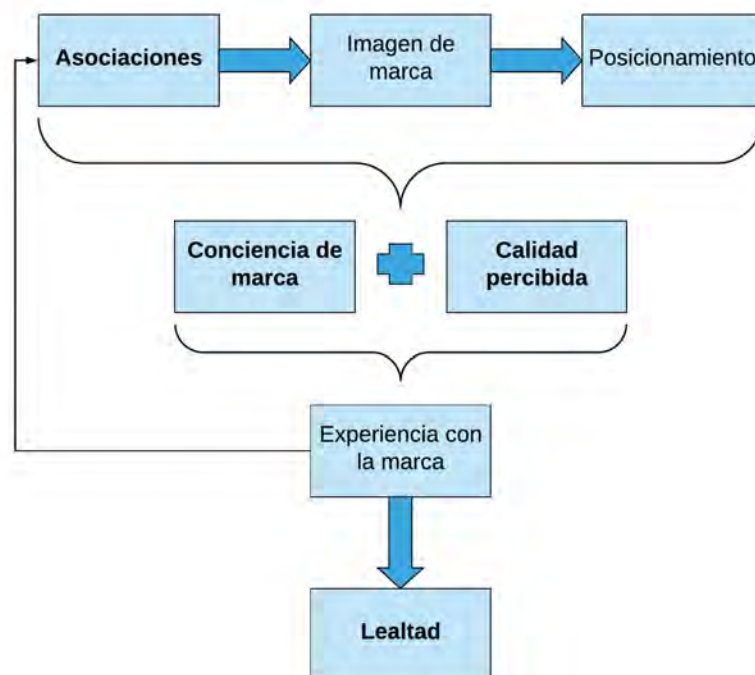 Asociaciones
Imagen de
marca
Posicionamiento
Conciencia de
marca
Calidad
percibida
Experiencia con
la marca
Lealtad